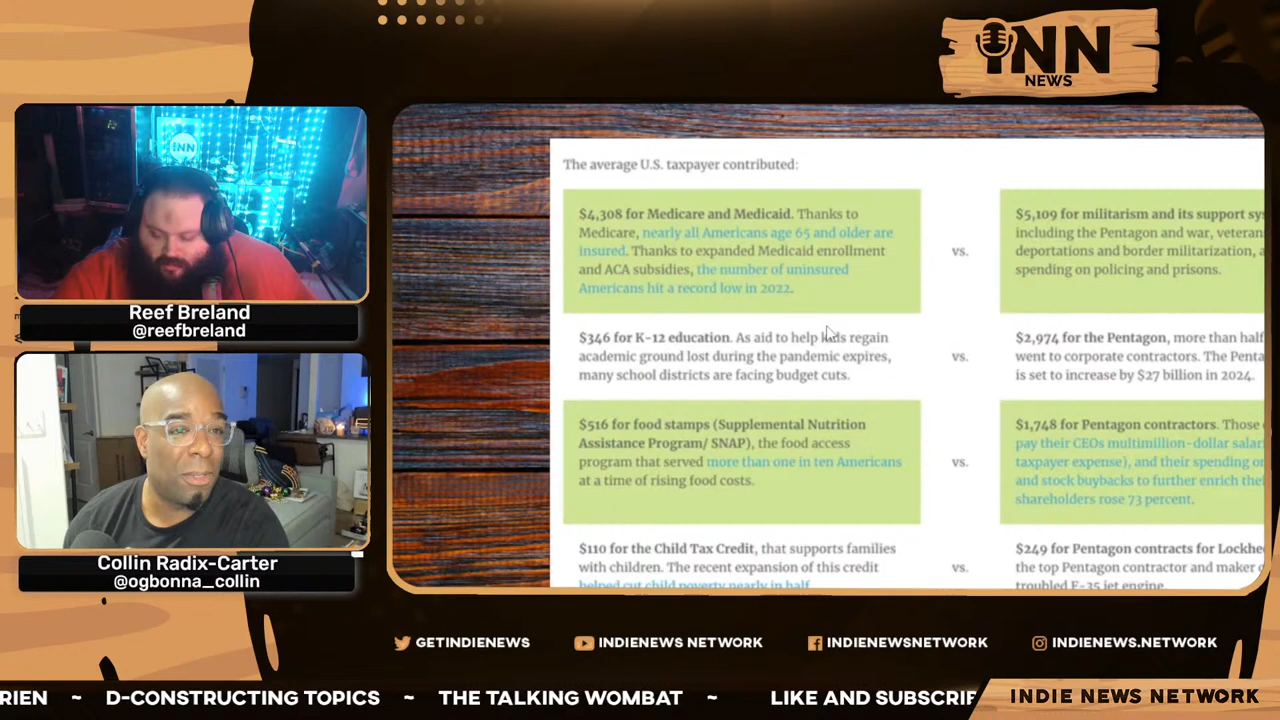 INN
NEWS
INN
Reef Breland
@reefbreland
Collin Radix-Carter
@ogbonna_collin
The average U.S. taxpayer contributed:
$4,308 for Medicare and Medicaid. Thanks to
Medicare, nearly all Americans age 65 and older are
insured. Thanks to expanded Medicaid enrollment
and ACA subsidies, the number of uninsured
Americans hit a record low in 2022.
vs.
$5,109 for militarism and its support sy
including the Pentagon and war, veteran
deportations and border militarization, a
spending on policing and prisons.
$346 for K-12 education. As aid to help kids regain
academic ground lost during the pandemic expires,
many school districts are facing budget cuts.
vs.
$2,974 for the Pentagon, more than half
went to corporate contractors. The Penta
is set to increase by $27 billion in 2024.
$516 for food stamps (Supplemental Nutrition
Assistance Program/ SNAP), the food access
program that served more than one in ten Americans
at a time of rising food costs.
vs.
$1,748 for Pentagon contractors. Those
pay their CEOs multimillion-dollar salar
taxpayer expense), and their spending on
and stock buybacks to further enrich the
shareholders rose 73 percent.
$110 for the Child Tax Credit, that supports families
with children. The recent expansion of this credit
helped cut child poverty nearly in half.
vs.
$249 for Pentagon contracts for Lockhe
the top Pentagon contractor and maker o
troubled F-35 jet engine.
GETINDIENEWS
INDIENEWS NETWORK
INDIENEWSNETWORK
INDIENEWS.NETWORK
RIEN ~ D-CONSTRUCTING TOPICS ~ THE TALKING WOMBAT ~ LIKE AND SUBSCRIF
INDIE NEWS NETWORK